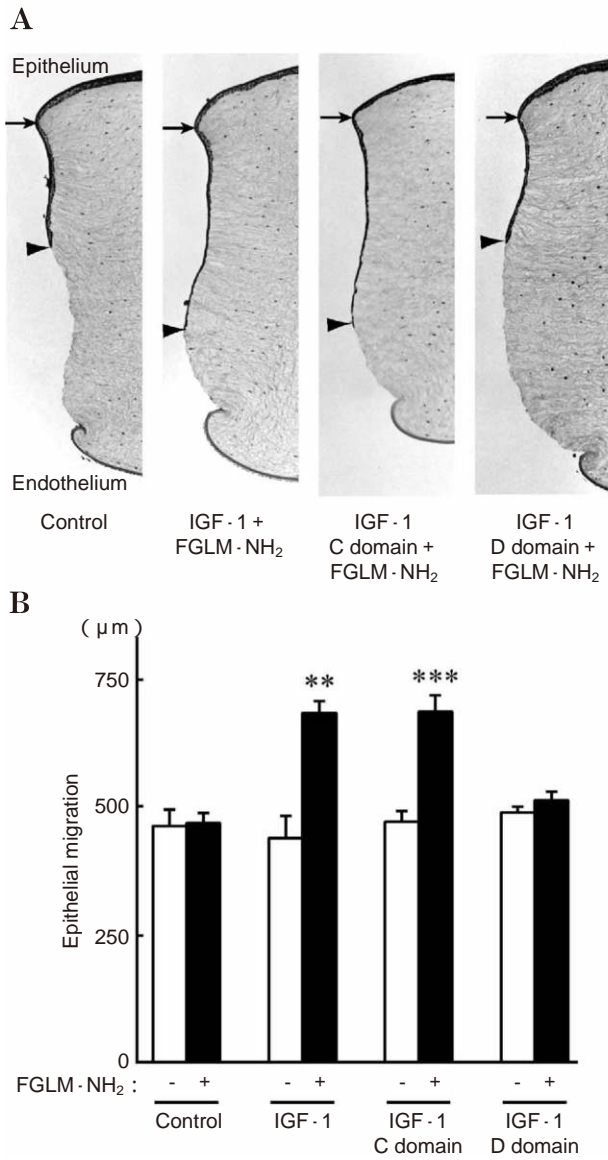 A
Epithelium
Endothelium
Control
IGF·1 +
FGLM·NH₂
IGF·1
C domain +
FGLM·NH₂
IGF·1
D domain +
FGLM·NH₂
B
(μm)
750
500
250
0
Epithelial migration
**
***
FGLM·NH₂ : - + - + - + - +
Control
IGF·1
IGF·1
C domain
IGF·1
D domain